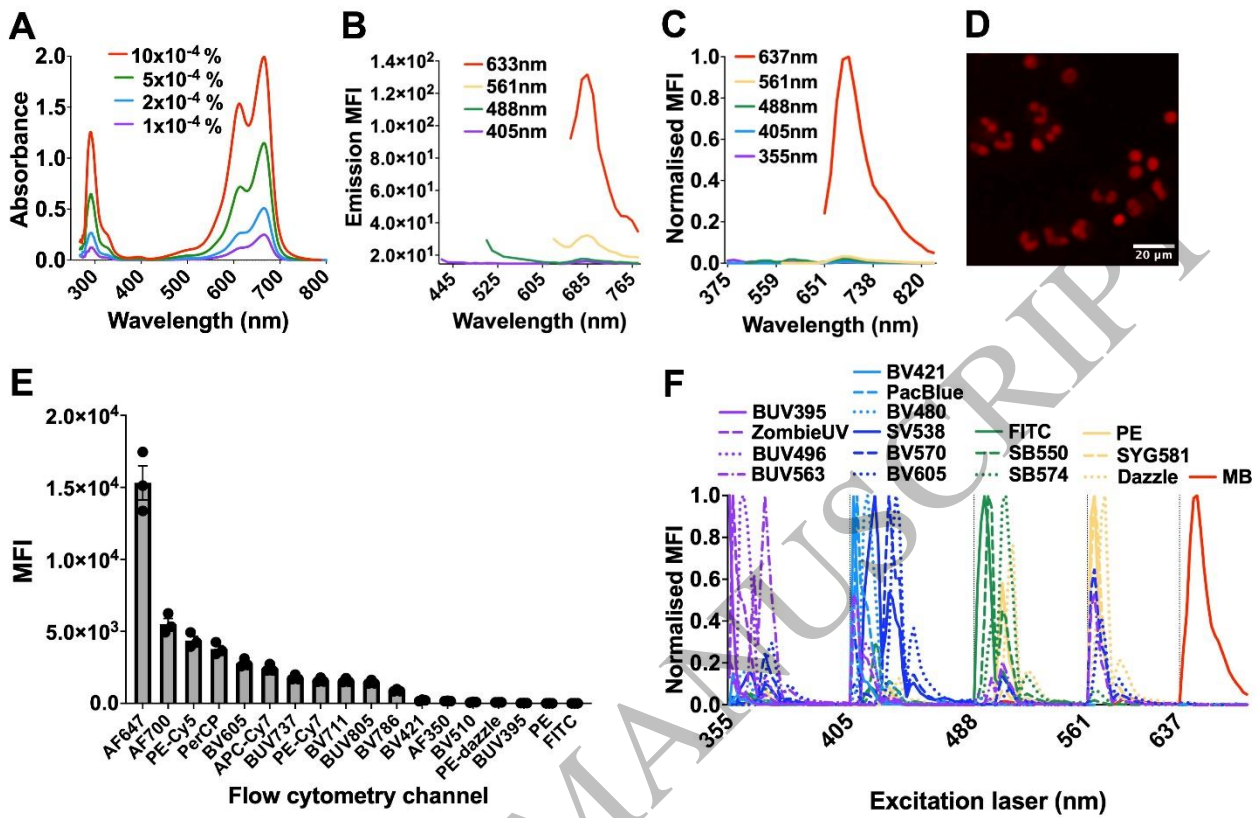 A
10x10-4 %
5x10-4 %
2x10-4 %
1x10-4 %
2.0
1.5
1.0
0.5
0.0
300 400 500 600 700 800
Absorbance
Wavelength (nm)
B
633nm
561nm
488nm
405nm
1.4×10²
1.2×10²
1.0×10²
8.0×10¹
6.0×10¹
4.0×10¹
2.0×10¹
445 525 605 685 765
Emission MFI
Wavelength (nm)
C
637nm
561nm
488nm
405nm
355nm
1.0
0.8
0.6
0.4
0.2
0.0
375 559 651 738 820
Normalised MFI
Wavelength (nm)
D
20 µm
E
2.0×10⁴
1.5×10⁴
1.0×10⁴
5.0×10³
0.0
MFI
AF647
AF700
PE-Cy5
PerCP
BV605
APC-Cy7
BUV737
PE-Cy7
BV711
BUV805
BV786
BV421
AF350
BV510
PE-dazzle
BUV395
PE
FITC
Flow cytometry channel
F
BUV395
ZombieUV
BUV496
BUV563
BV421
PacBlue
BV480
SV538
BV570
BV605
FITC
SB550
SB574
PE
SYG581
Dazzle
MB
1.0
0.8
0.6
0.4
0.2
0.0
355 405 488 561 637
Normalised MFI
Excitation laser (nm)
MANUSCRIPT